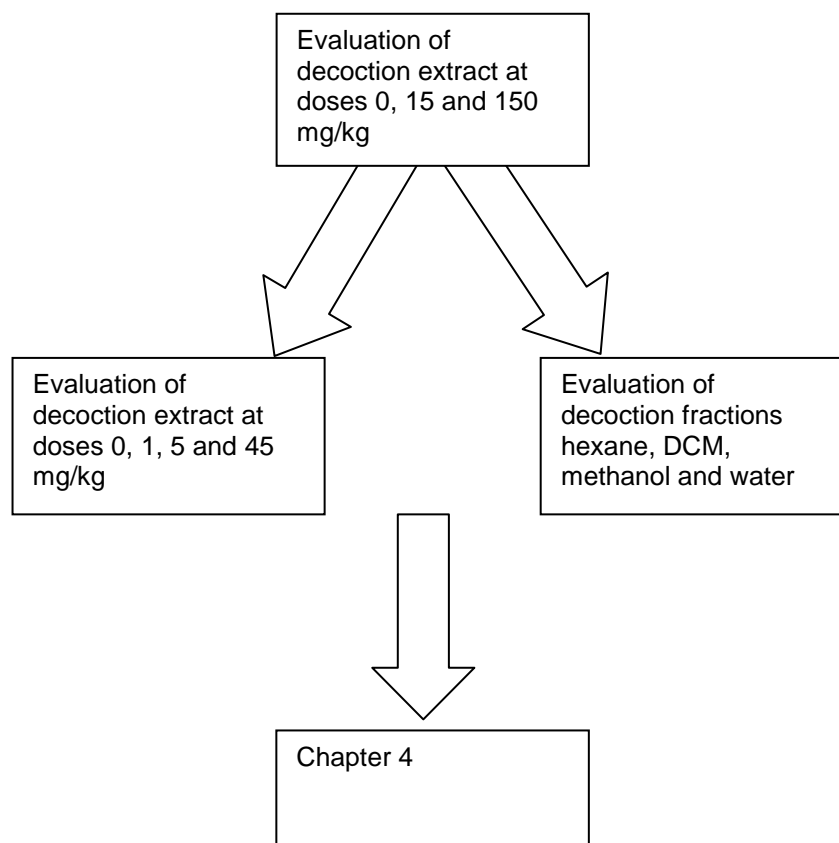 Evaluation of
decoction extract at
doses 0, 15 and 150
mg/kg
Evaluation of
decoction extract at
doses 0, 1, 5 and 45
mg/kg
Evaluation of
decoction fractions
hexane, DCM,
methanol and water
Chapter 4